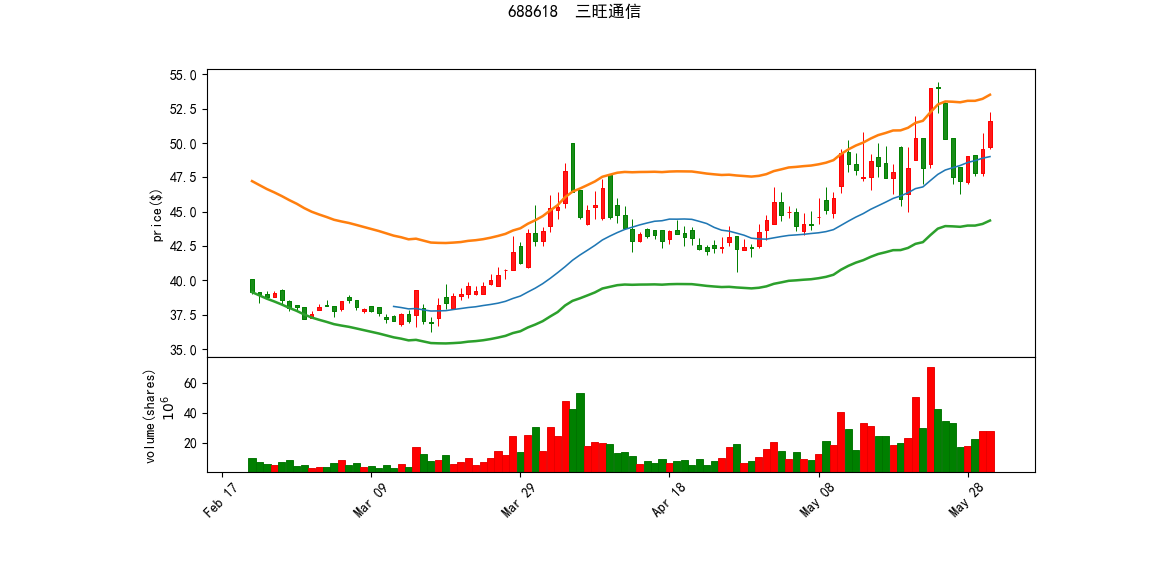 688618 三旺通信
55.0
52.5
50.0
47.5
45.0
42.5
40.0
37.5
35.0
price($)
60
40
20
volume(shares)
10^6
Feb 17
Mar 09
Mar 29
Apr 18
May 08
May 28